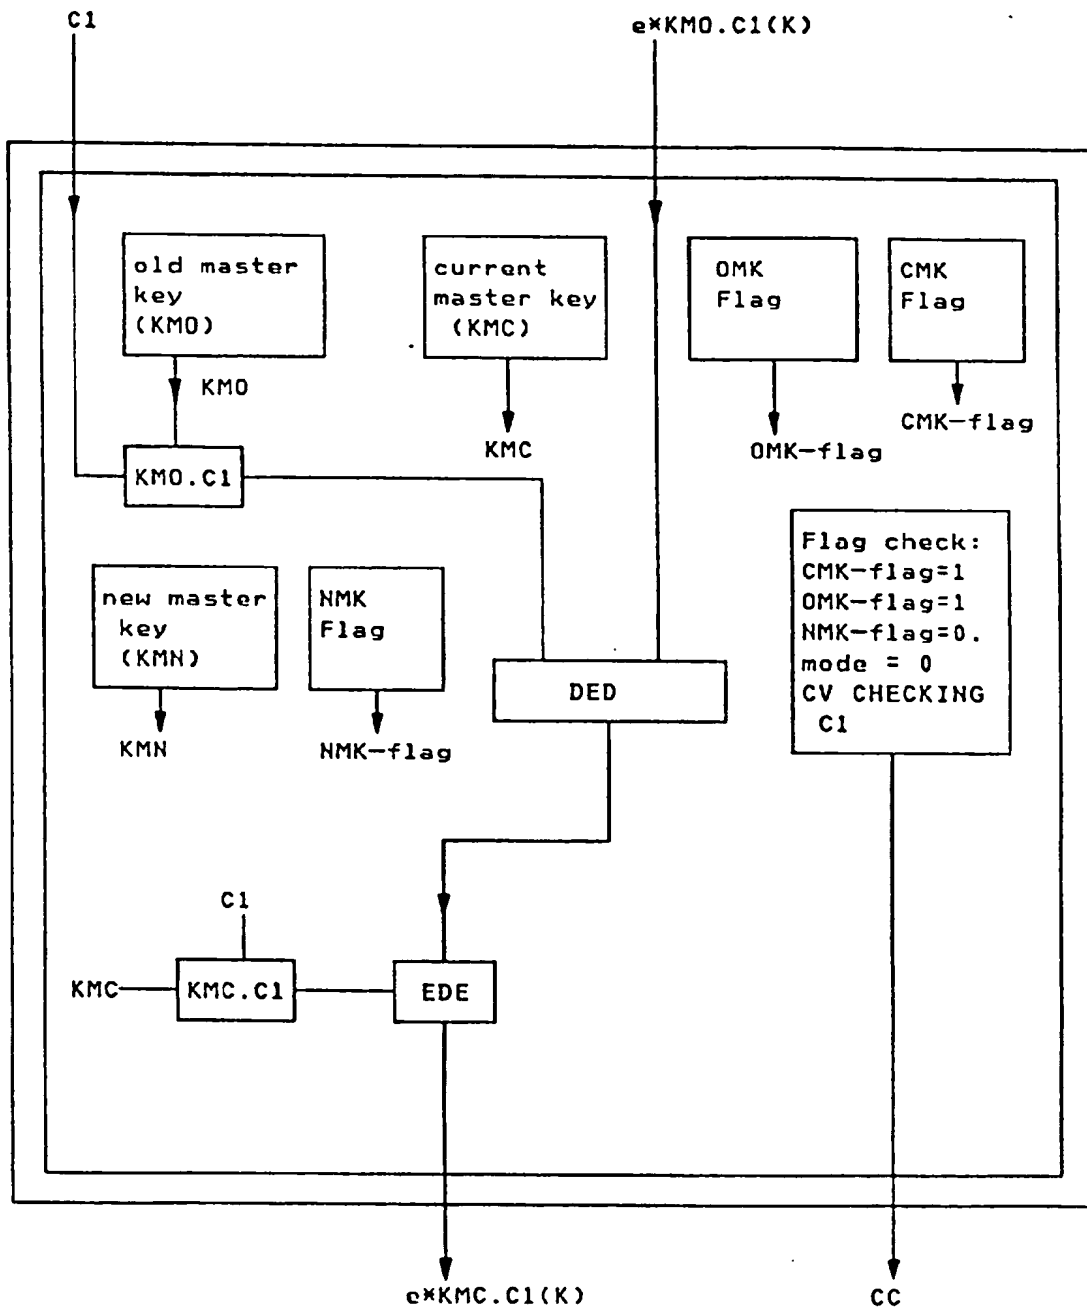 C1
e*KMO.C1(K)
old master
key
(KMO)
current
master key
(KMC)
OMK
Flag
CMK
Flag
KMO
KMC
OMK-flag
CMK-flag
KMO.C1
Flag check:
CMK-flag=1
OMK-flag=1
NMK-flag=0.
mode = 0
CV CHECKING
C1
new master
key
(KMN)
NMK
Flag
DED
KMN
NMK-flag
C1
KMC
KMC.C1
EDE
e*KMC.C1(K)
CC